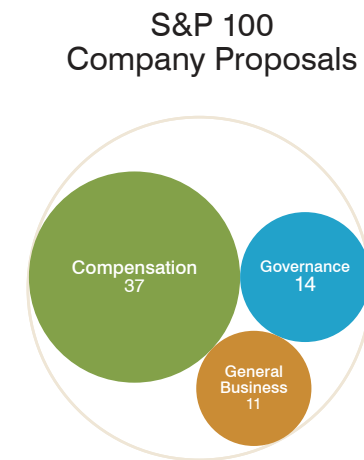 S&P 100
Company Proposals
Compensation
37
Governance
14
General
Business
11